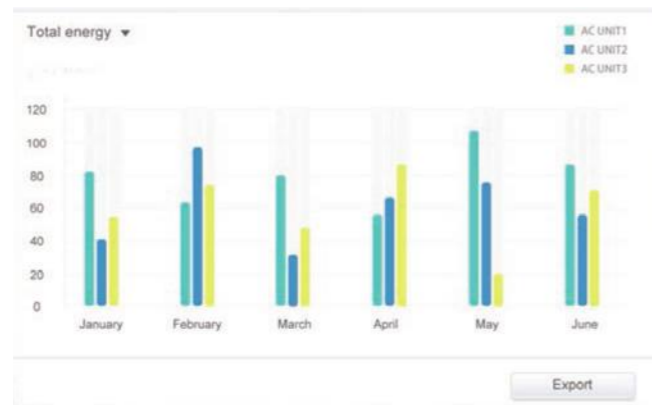 Total energy
AC UNIT1
AC UNIT2
AC UNIT3
120
100
80
60
40
20
0
January February March April May June
Export